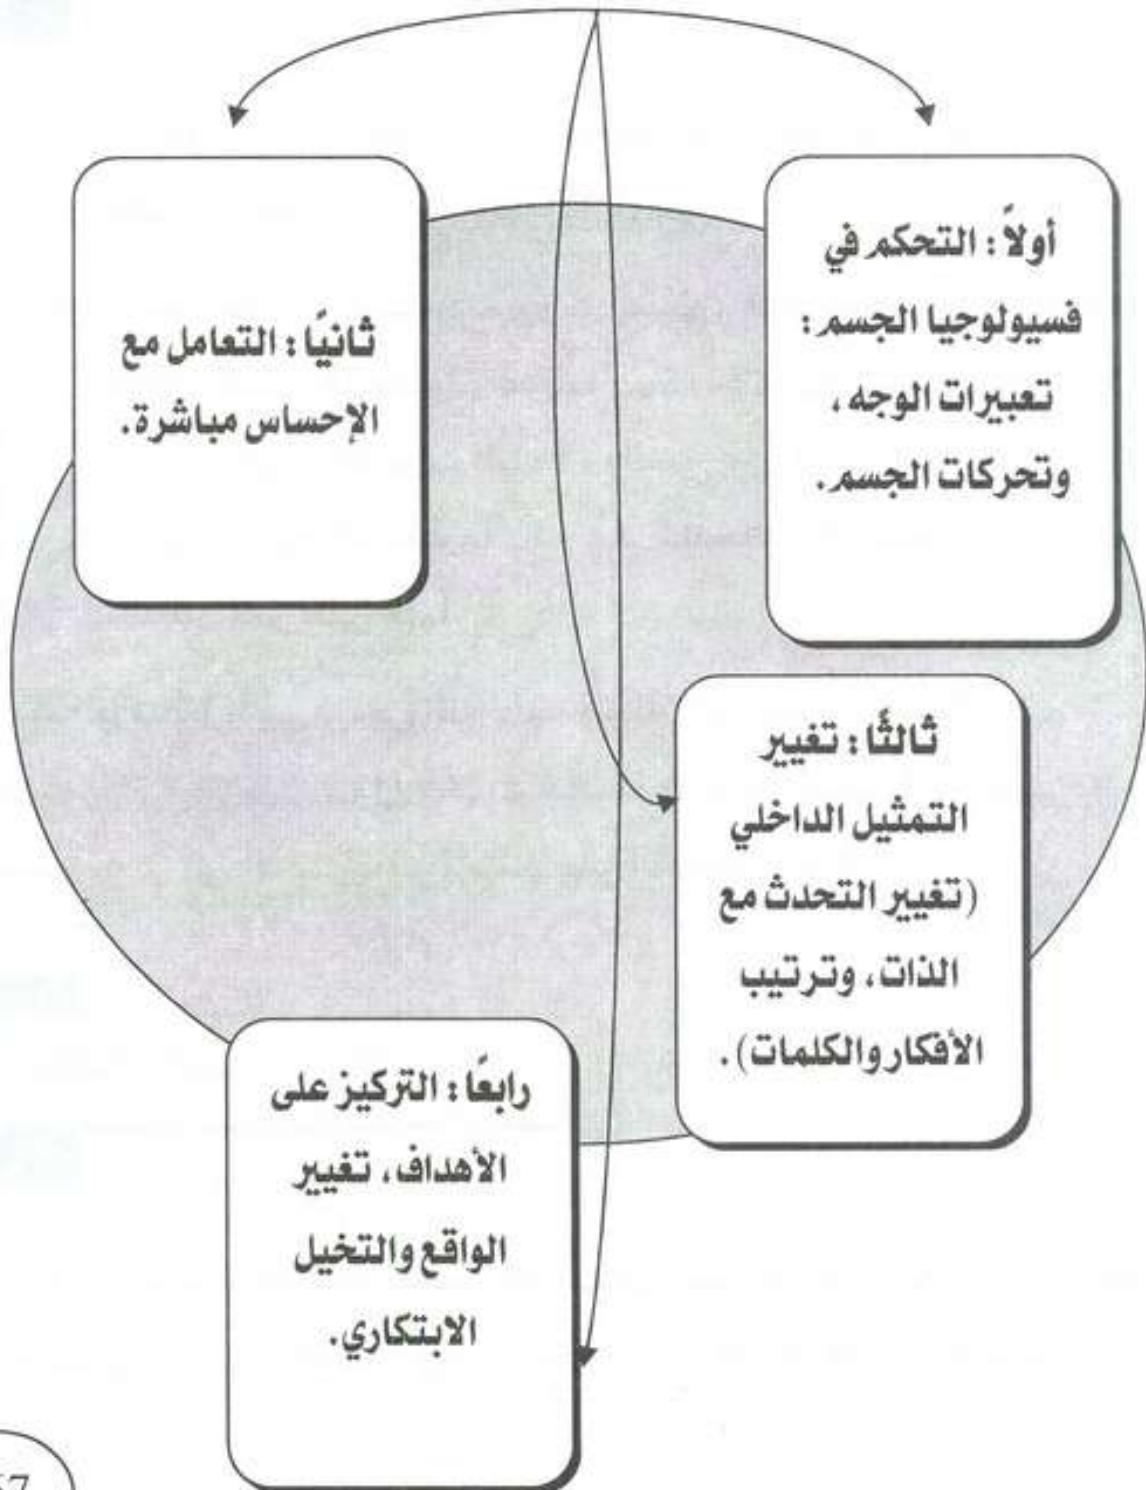 أولاً : التحكم في
فسيولوجيا الجسم :
تعبيرات الوجه ،
وتحركات الجسم.
ثانيًا : التعامل مع
الإحساس مباشرة.
ثالثًا : تغيير
التمثيل الداخلي
(تغيير التحدث مع
الذات، وترتيب
الأفكار والكلمات).
رابعًا : التركيز على
الأهداف، تغيير
الواقع والتخيل
الابتكاري.